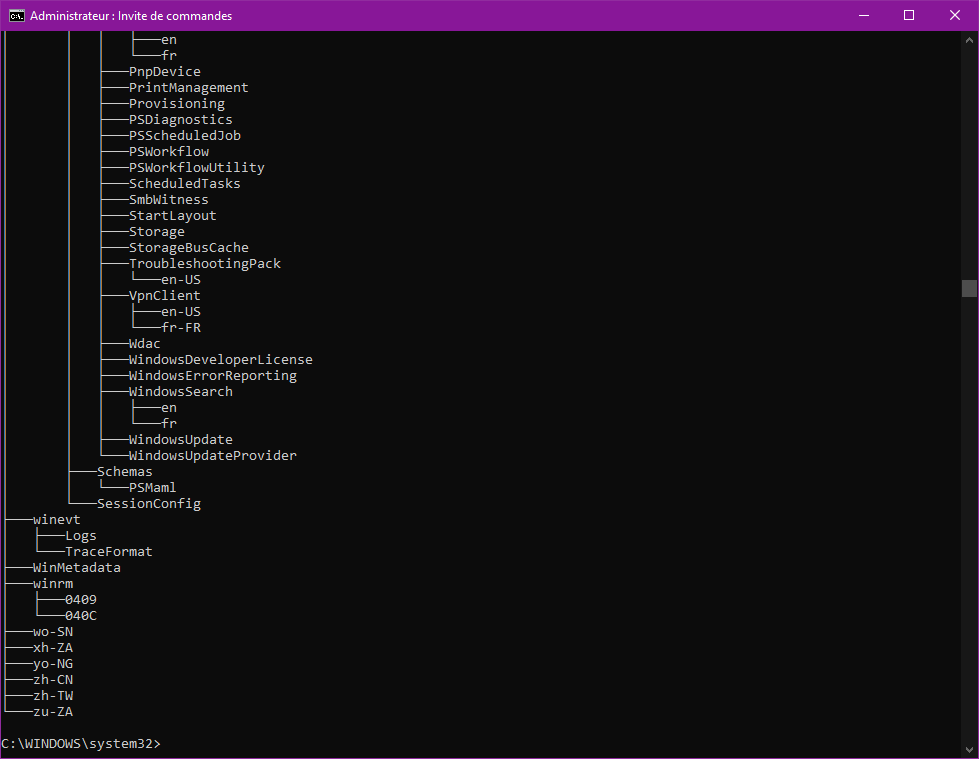 Administrateur : Invite de commandes
│       │   │   ├───en
│       │   │   └───fr
│       │   ├───PnpDevice
│       │   ├───PrintManagement
│       │   ├───Provisioning
│       │   ├───PSDiagnostics
│       │   ├───PSScheduledJob
│       │   ├───PSWorkflow
│       │   ├───PSWorkflowUtility
│       │   ├───ScheduledTasks
│       │   ├───SmbWitness
│       │   ├───StartLayout
│       │   ├───Storage
│       │   ├───StorageBusCache
│       │   ├───TroubleshootingPack
│       │   │   └───en-US
│       │   ├───VpnClient
│       │   │   ├───en-US
│       │   │   └───fr-FR
│       │   ├───Wdac
│       │   ├───WindowsDeveloperLicense
│       │   ├───WindowsErrorReporting
│       │   ├───WindowsSearch
│       │   │   ├───en
│       │   │   └───fr
│       │   ├───WindowsUpdate
│       │   └───WindowsUpdateProvider
│       ├───Schemas
│       │   └───PSMaml
│       └───SessionConfig
├───winevt
│   ├───Logs
│   └───TraceFormat
├───WinMetadata
├───winrm
│   ├───0409
│   └───040C
├───wo-SN
├───xh-ZA
├───yo-NG
├───zh-CN
├───zh-TW
└───zu-ZA
C:\WINDOWS\system32>